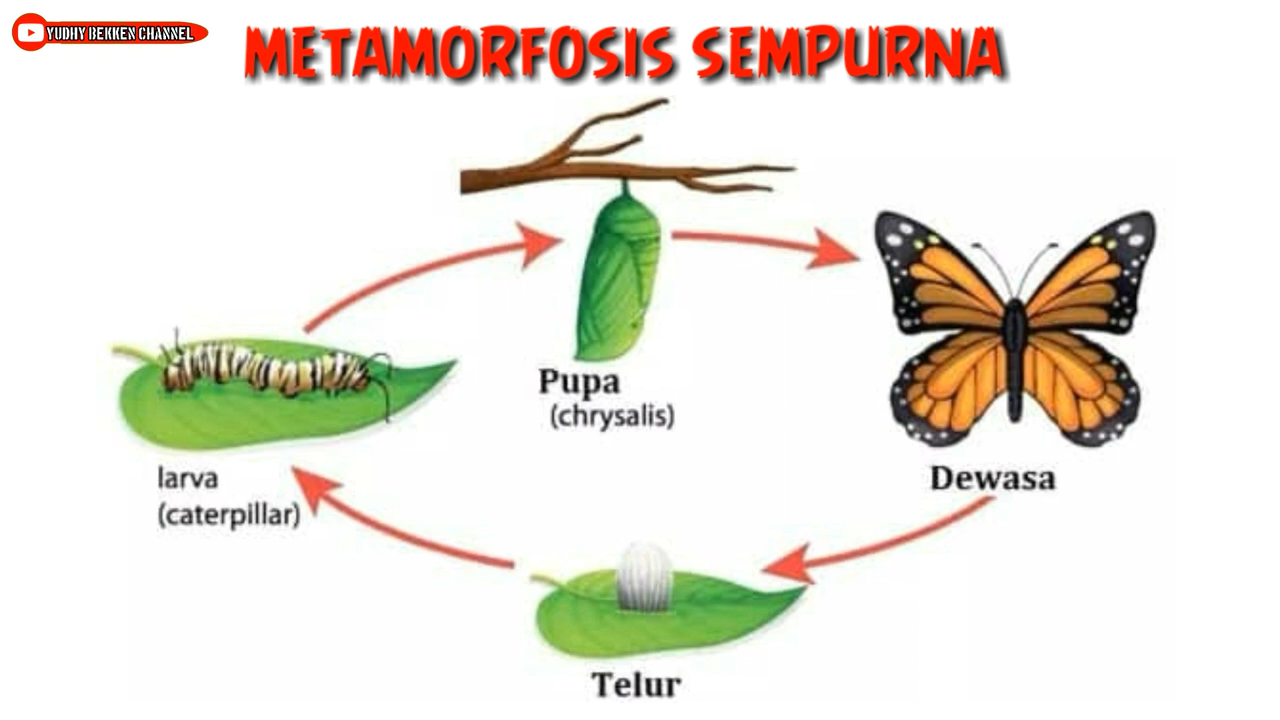 YUDHY BEKKEN CHANNEL
METAMORFOSIS SEMPURNA
Pupa
(chrysalis)
larva
(caterpillar)
Dewasa
Telur